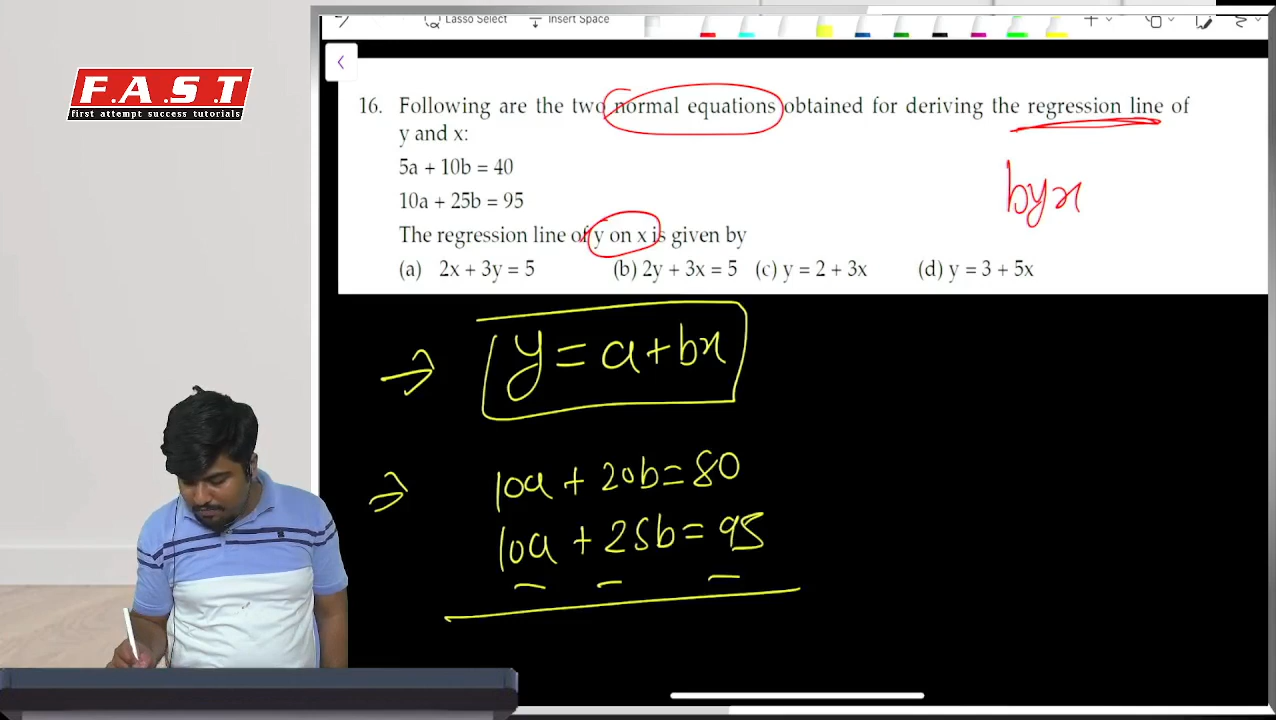 Lasso Select
Insert Space
F.A.S.T
first attempt success tutorials
16. Following are the two normal equations obtained for deriving the regression line of
y and x:
5a + 10b = 40
10a + 25b = 95
The regression line of y on x is given by
(a) 2x + 3y = 5 (b) 2y + 3x = 5 (c) y = 2 + 3x (d) y = 3 + 5x
byx
y = a + bx
10a + 20b = 80
10a + 25b = 95